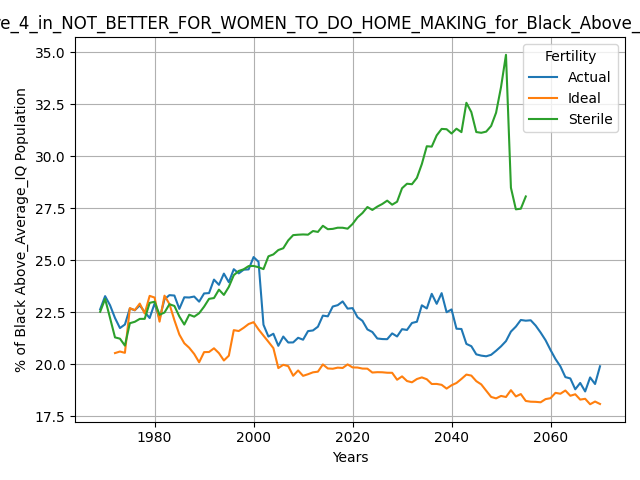 e_4_in_NOT_BETTER_FOR_WOMEN_TO_DO_HOME_MAKING_for_Black_Above_
Fertility
Actual
Ideal
Sterile
% of Black Above_Average_IQ Population
35.0
32.5
30.0
27.5
25.0
22.5
20.0
17.5
1980
2000
2020
2040
2060
Years